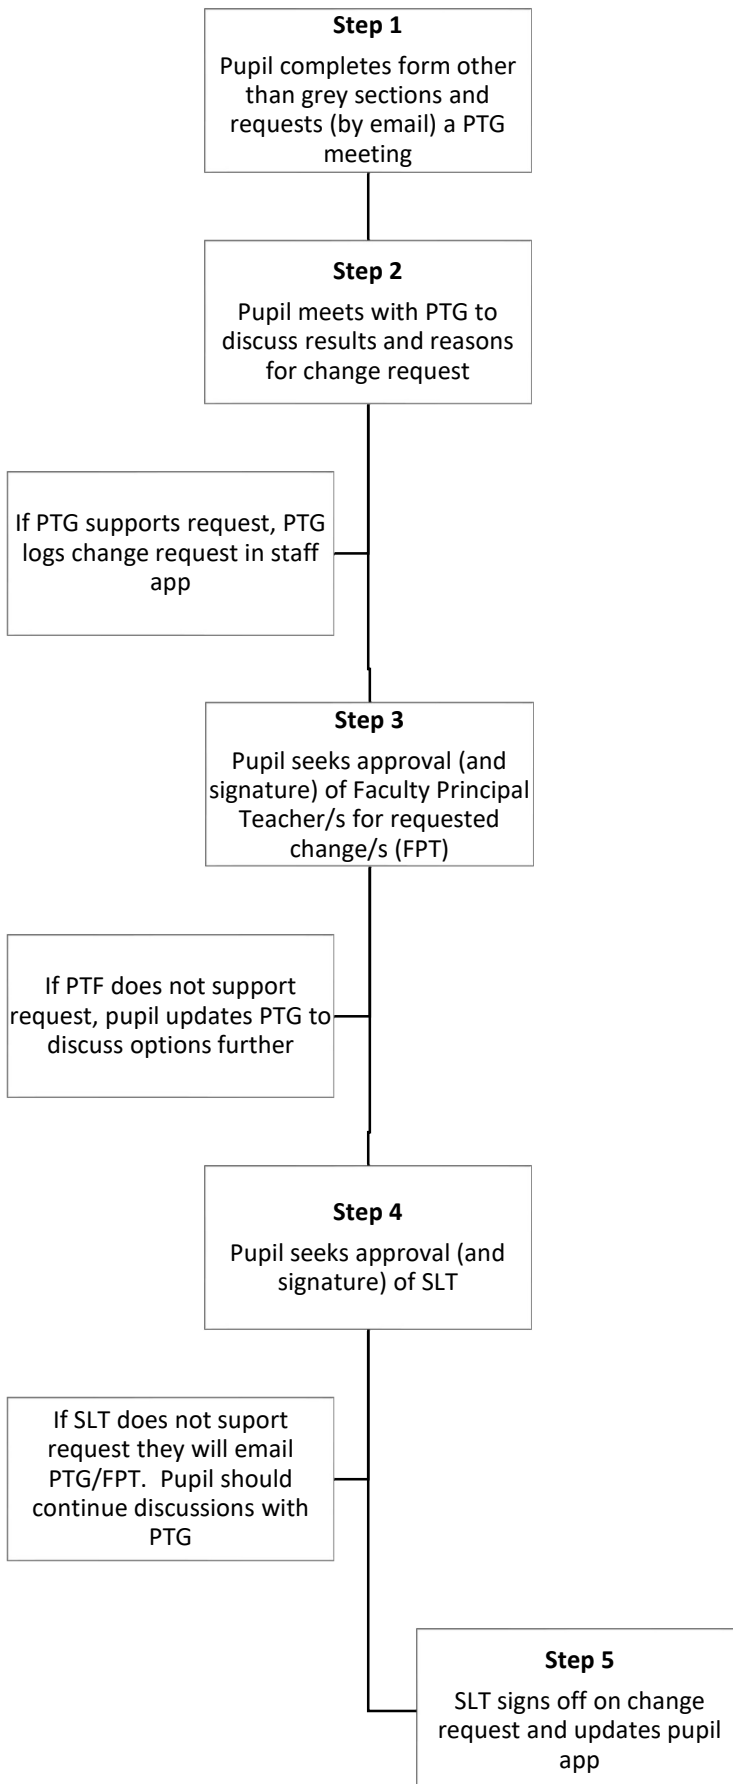 Step 1
Pupil completes form other
than grey sections and
requests (by email) a PTG
meeting
Step 2
Pupil meets with PTG to
discuss results and reasons
for change request
If PTG supports request, PTG
logs change request in staff
app
Step 3
Pupil seeks approval (and
signature) of Faculty Principal
Teacher/s for requested
change/s (FPT)
If PTF does not support
request, pupil updates PTG to
discuss options further
Step 4
Pupil seeks approval (and
signature) of SLT
If SLT does not suport
request they will email
PTG/FPT.  Pupil should
continue discussions with
PTG
Step 5
SLT signs off on change
request and updates pupil
app